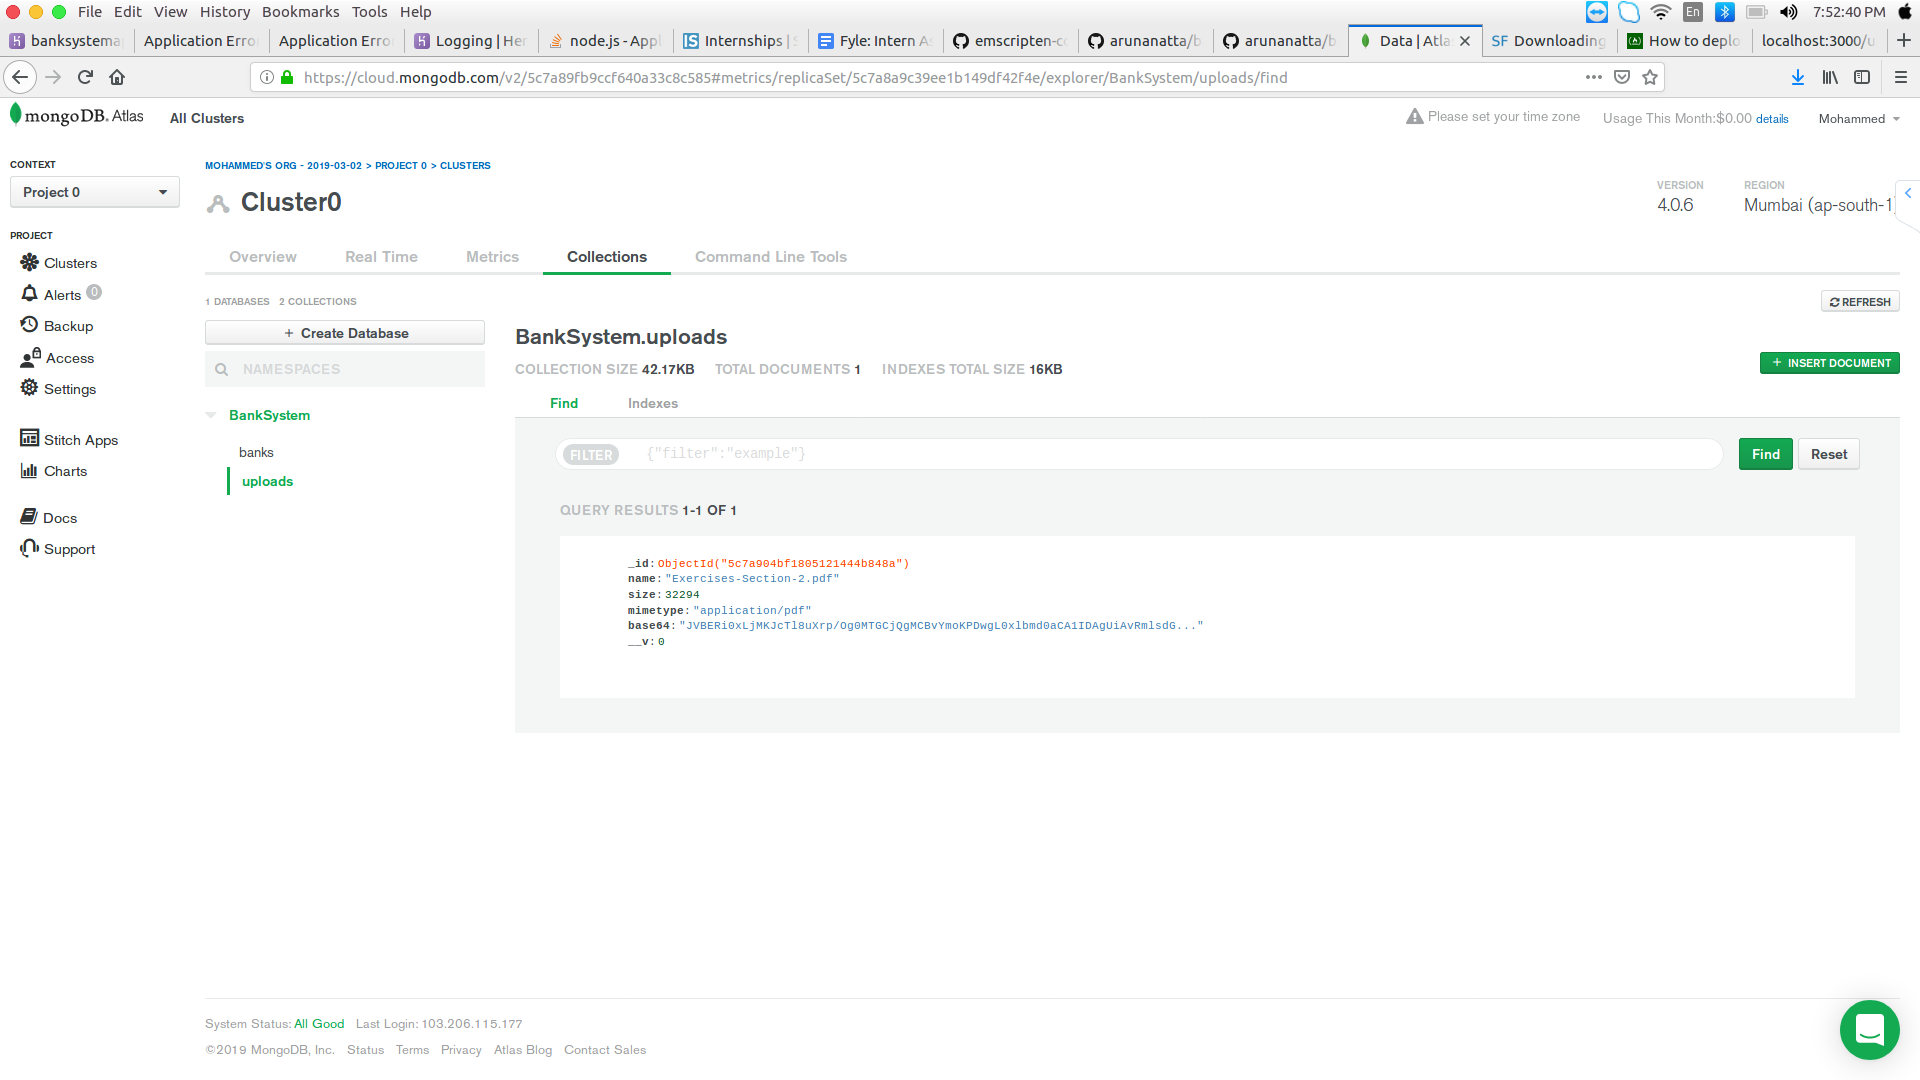 File Edit View History Bookmarks Tools Help
En 7:52:40 PM
banksystema Application Erro Application Erro Logging | Her node.js - Appl Internships | S Fyle: Intern As emscripten-co arunanatta/b arunanatta/b Data | Atla SF Downloading How to deplo localhost:3000/u
https://cloud.mongodb.com/v2/5c7a89fb9ccf640a33c8c585#metrics/replicaSet/5c7a8a9c39ee1b149df42f4e/explorer/BankSystem/uploads/find
mongoDB. Atlas All Clusters Please set your time zone Usage This Month:$0.00 details Mohammed
CONTEXT
Project 0
PROJECT
Clusters
Alerts 0
Backup
Access
Settings
Stitch Apps
Charts
Docs
Support
MOHAMMED'S ORG - 2019-03-02 > PROJECT 0 > CLUSTERS
Cluster0
VERSION
4.0.6
REGION
Mumbai (ap-south-1)
Overview Real Time Metrics Collections Command Line Tools
1 DATABASES 2 COLLECTIONS
REFRESH
+ Create Database
NAMESPACES
BankSystem
banks
uploads
BankSystem.uploads
COLLECTION SIZE 42.17KB TOTAL DOCUMENTS 1 INDEXES TOTAL SIZE 16KB
+ INSERT DOCUMENT
Find Indexes
FILTER {"filter":"example"} Find Reset
QUERY RESULTS 1-1 OF 1
_id: ObjectId("5c7a904bf1805121444b848a")
name: "Exercises-Section-2.pdf"
size: 32294
mimetype: "application/pdf"
base64: "JVBERi0xLjMKJcTl8uXrp/Og0MTGCjQgMCBvYmoKPDwgL0xlbmd0aCA1IDAgUiAvRmlsdG..."
__v: 0
System Status: All Good Last Login: 103.206.115.177
©2019 MongoDB, Inc. Status Terms Privacy Atlas Blog Contact Sales